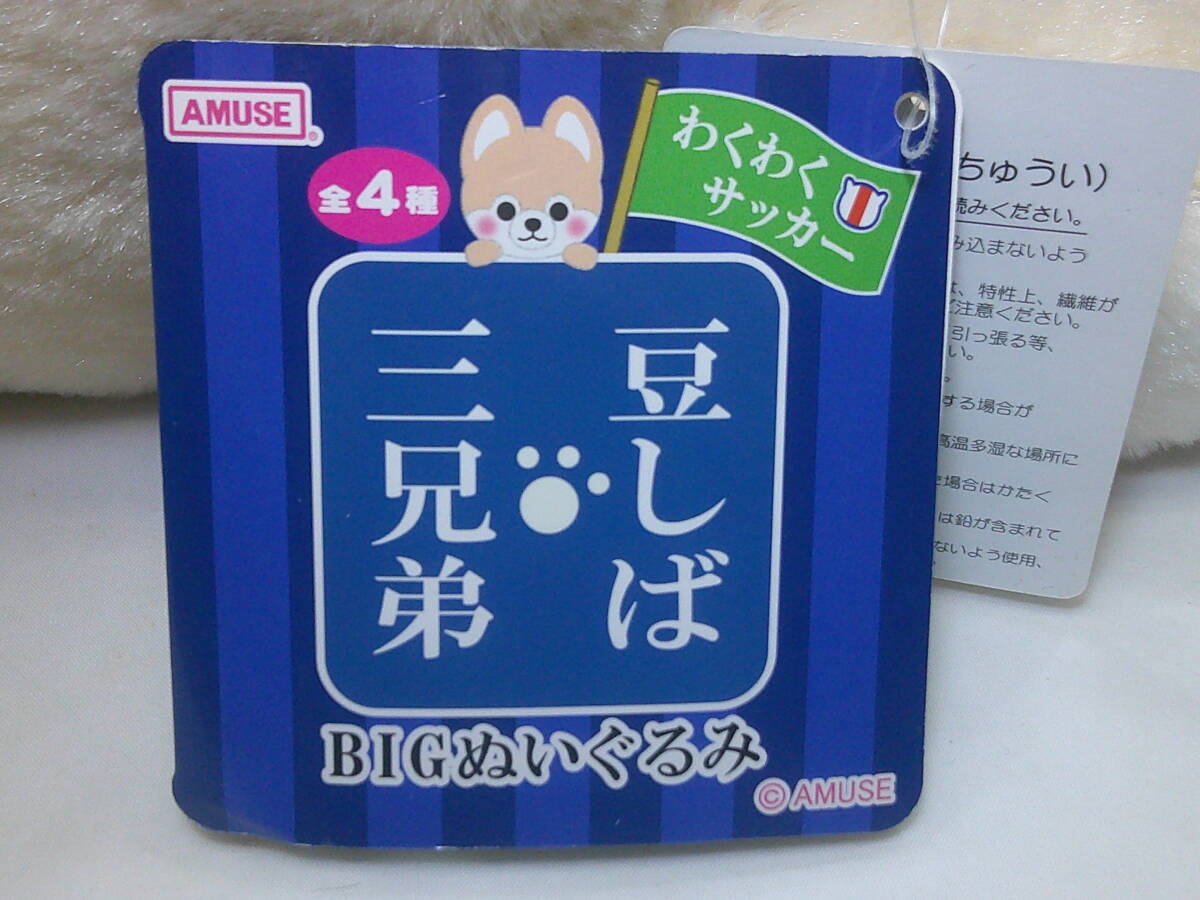 AMUSE
全4種
わくわく
サッカー
豆しば
三兄弟
BIGぬいぐるみ
© AMUSE
ちゅうい)
読みください。
み込まないよう
は、特性上、繊維が
ご注意ください。
引っ張る等、
い。
。
する場合が
高温多湿な場所に
場合はかたく
は鉛が含まれて
ないよう使用、